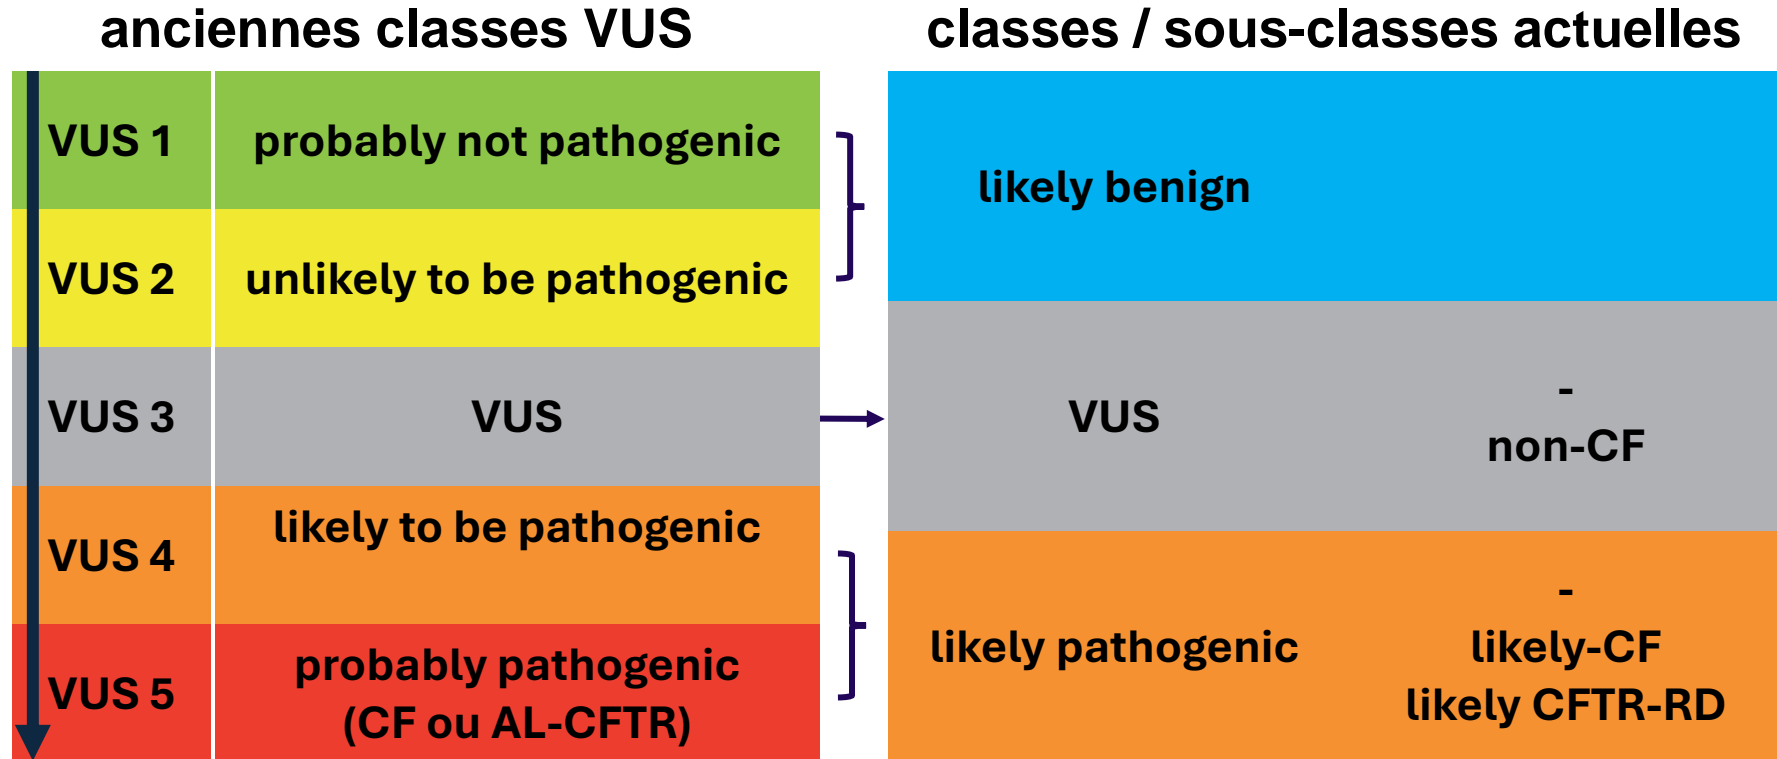 anciennes classes VUS
classes / sous-classes actuelles
VUS 1
probably not pathogenic
VUS 2
unlikely to be pathogenic
VUS 3
VUS
VUS 4
likely to be pathogenic
VUS 5
probably pathogenic
(CF ou AL-CFTR)
likely benign
VUS
-
non-CF
likely pathogenic
-
likely-CF
likely CFTR-RD